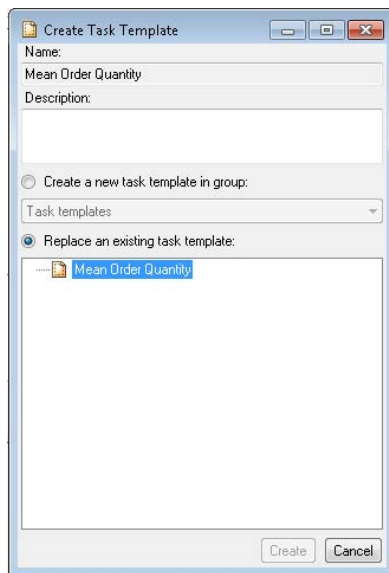 Create Task Template
Name:
Mean Order Quantity
Description:
Create a new task template in group:
Task templates
Replace an existing task template:
Mean Order Quantity
Create Cancel